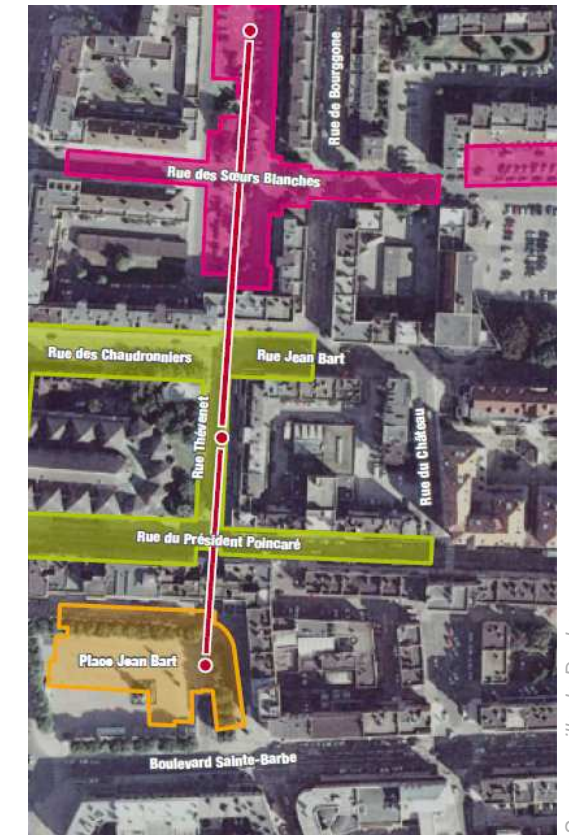 Rue de Bourggone
Rue des Sœurs Blanches
Rue des Chaudronniers
Rue Jean Bart
Rue Thévenet
Rue du Château
Rue du Président Poincaré
Place Jean Bart
Boulevard Sainte-Barbe